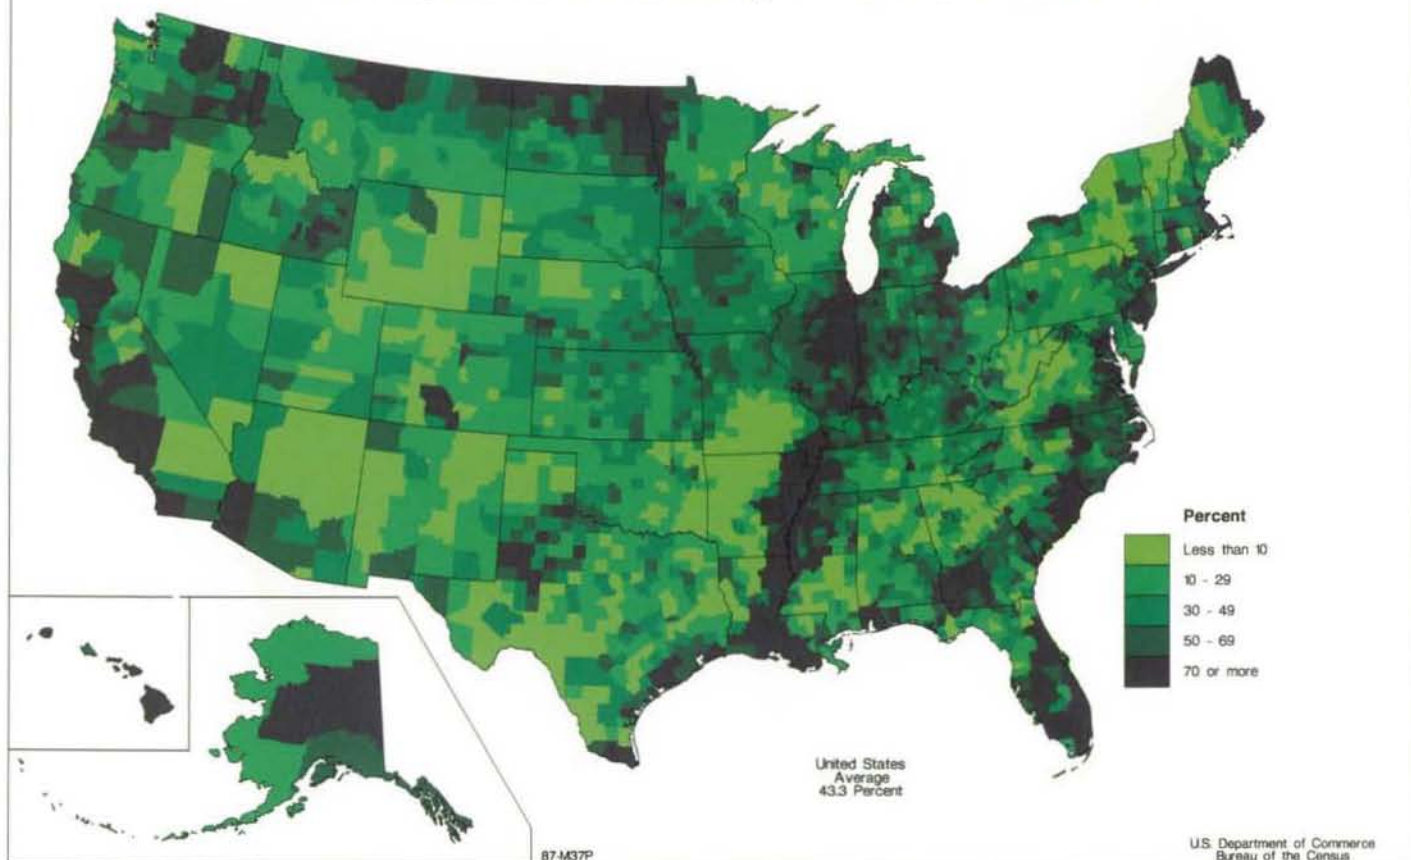 Percent
Less than 10
10 - 29
30 - 49
50 - 69
70 or more
United States
Average
43.3 Percent
87-M37P
U.S. Department of Commerce
Bureau of the Census